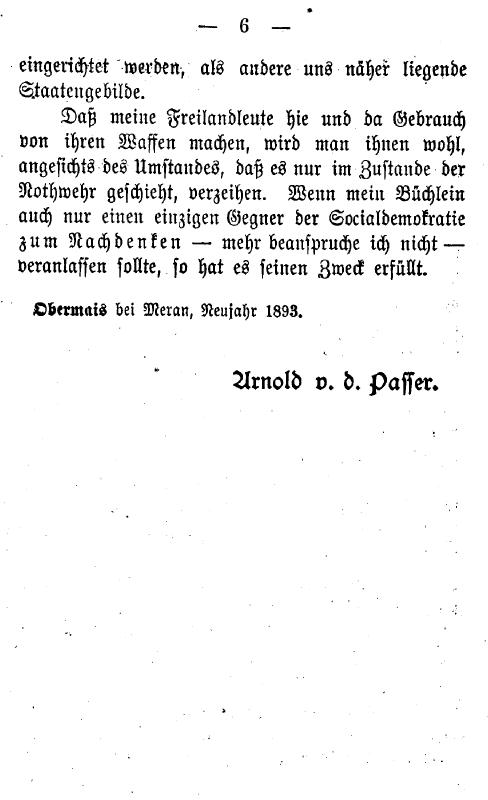 — 6 —
eingerichtet werden, als andere uns näher liegende
Staatengebilde.
Daß meine Freilandleute hie und da Gebrauch
von ihren Waffen machen, wird man ihnen wohl,
angesichts des Umstandes, daß es nur im Zustande der
Nothwehr geschieht, verzeihen. Wenn mein Büchlein
auch nur einen einzigen Gegner der Socialdemokratie
zum Nachdenken — mehr beanspruche ich nicht —
veranlassen sollte, so hat es seinen Zweck erfüllt.
Obermais bei Meran, Neujahr 1893.
Arnold v. d. Passer.